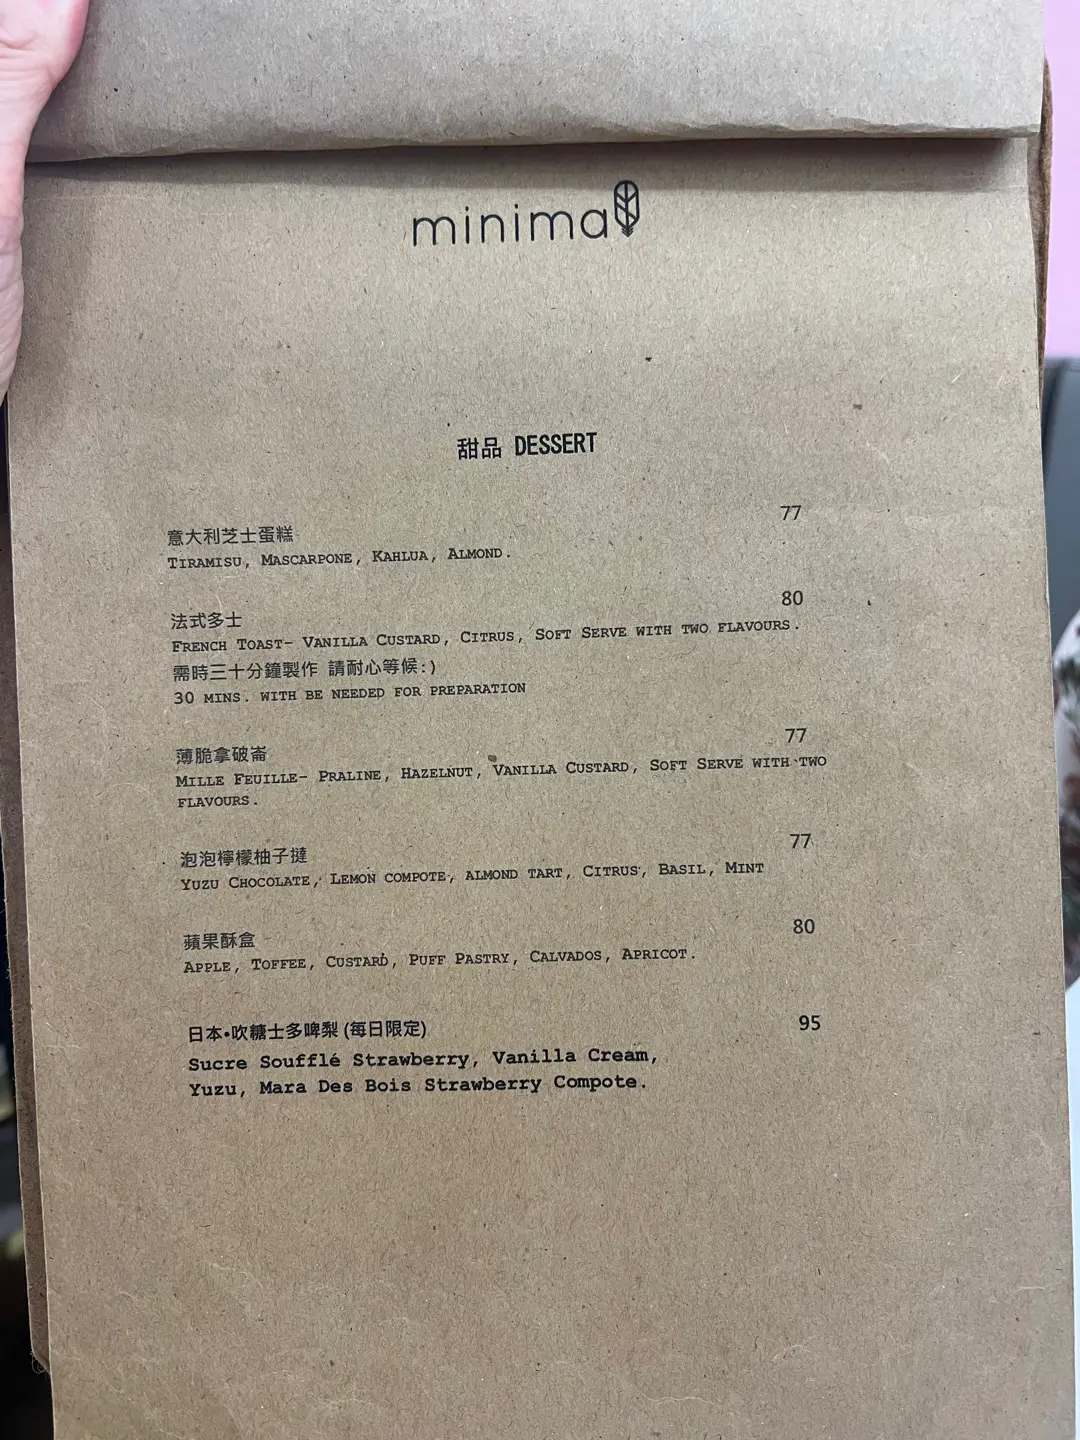 minimal
甜品 DESSERT
77
意大利芝士蛋糕
TIRAMISU, MASCARPONE, KAHLUA, ALMOND.
80
法式多士
FRENCH TOAST- VANILLA CUSTARD, CITRUS, SOFT SERVE WITH TWO FLAVOURS.
需時三十分鐘製作 請耐心等候:)
30 MINS. WITH BE NEEDED FOR PREPARATION
77
薄脆拿破崙
MILLE FEUILLE- PRALINE, HAZELNUT, VANILLA CUSTARD, SOFT SERVE WITH TWO
FLAVOURS.
77
泡泡檸檬柚子撻
YUZU CHOCOLATE, LEMON COMPOTE, ALMOND TART, CITRUS, BASIL, MINT
80
蘋果酥盒
APPLE, TOFFEE, CUSTARD, PUFF PASTRY, CALVADOS, APRICOT.
日本•吹糖士多啤梨 (每日限定) 95
Sucre Soufflé Strawberry, Vanilla Cream,
Yuzu, Mara Des Bois Strawberry Compote.